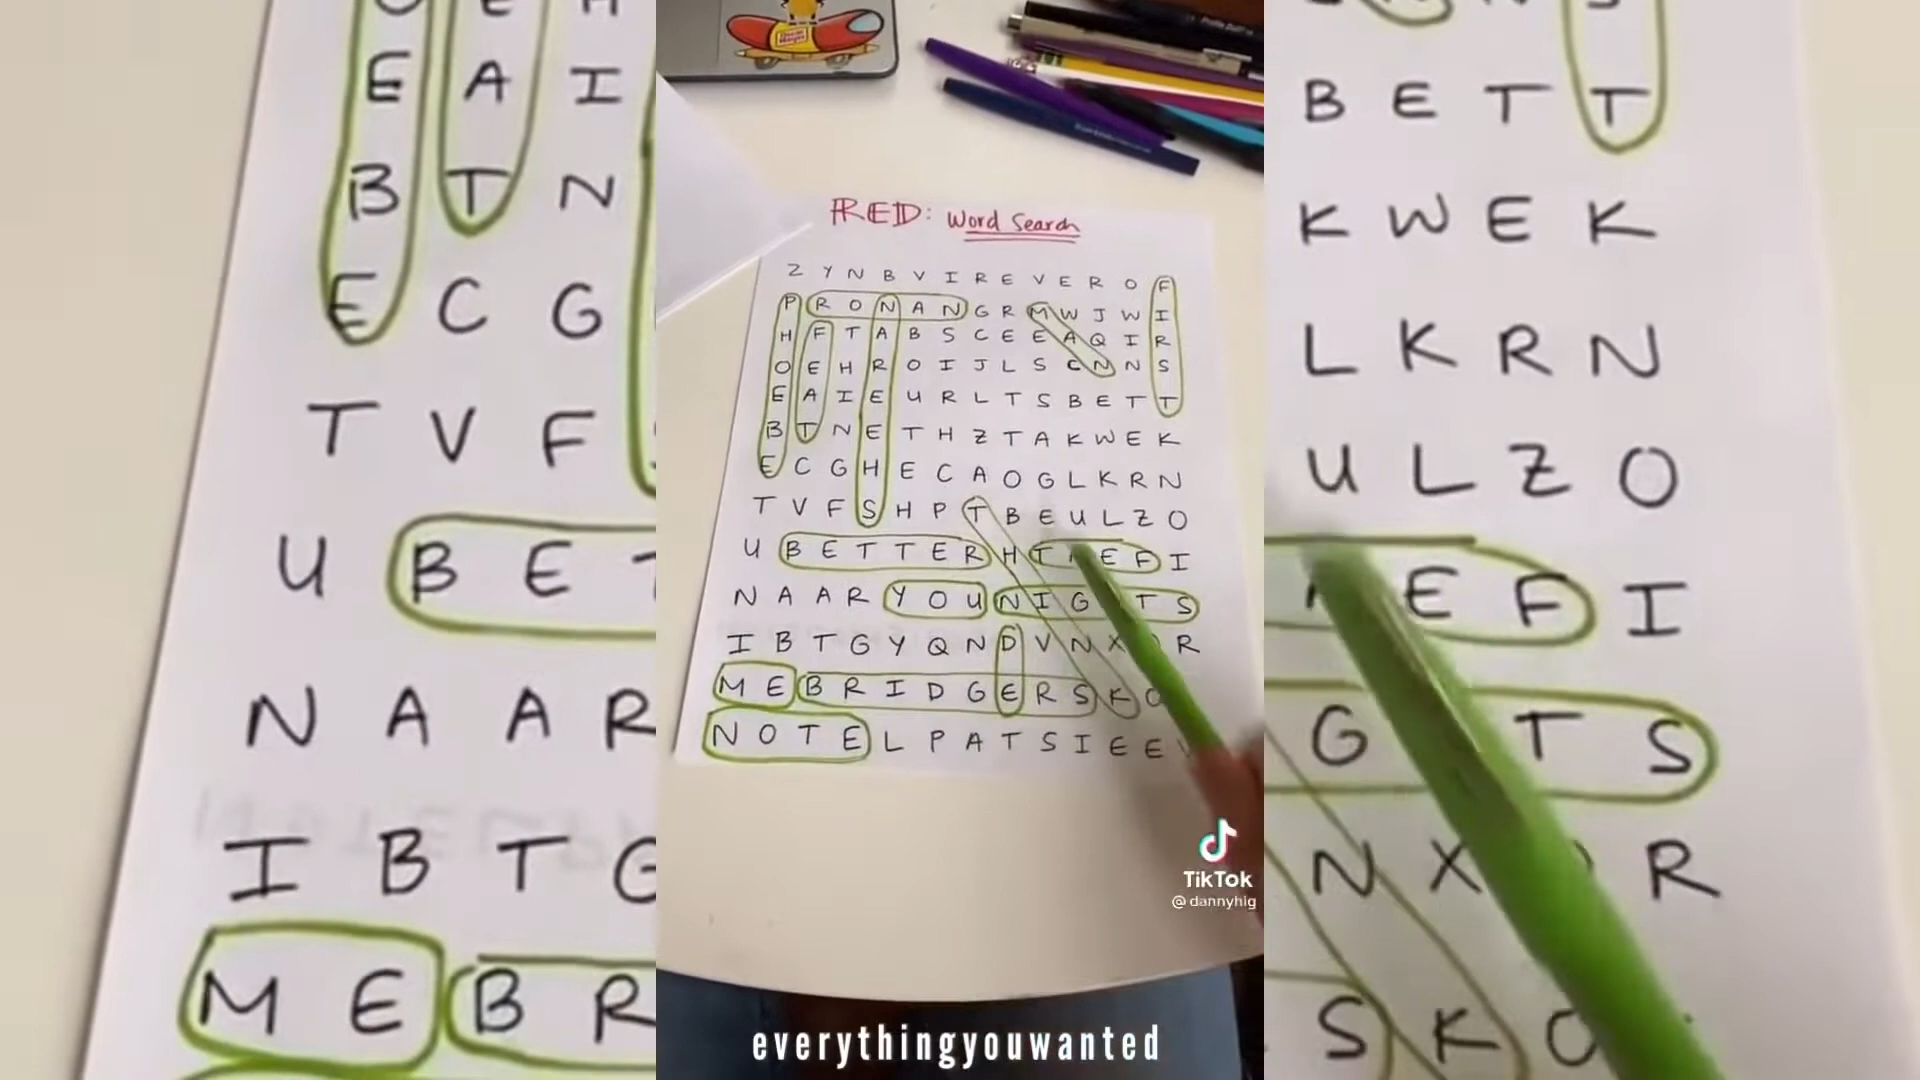 RED: Word Search
Z Y N B V I R E V E R O F
P R O N A N G R M W J W I
H F T A B S C E E A Q I R
O E H R O I J L S C N N S
E A I E U R L T S B E T T
B T N E T H Z T A K W E K
E C G H E C A O G L K R N
T V F S H P T B E U L Z O
U B E T T E R H T E F I
N A A R Y O U N I G T S
I B T G Y Q N D V N X R
M E B R I D G E R S K O
N O T E L P A T S I E E V
TikTok
@dannyhig
everythingyouwanted